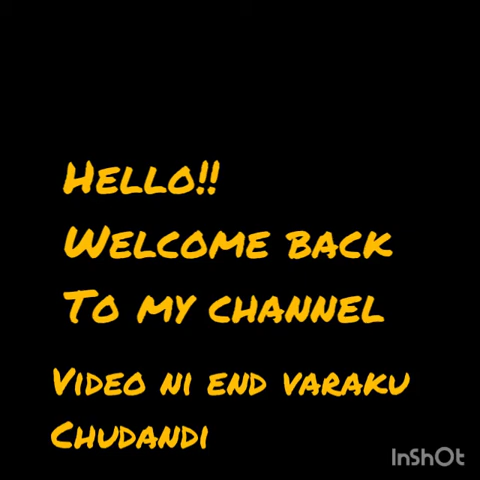 Hello!!
Welcome back
To my channel
Video ni end varaku
Chudandi
InShOt